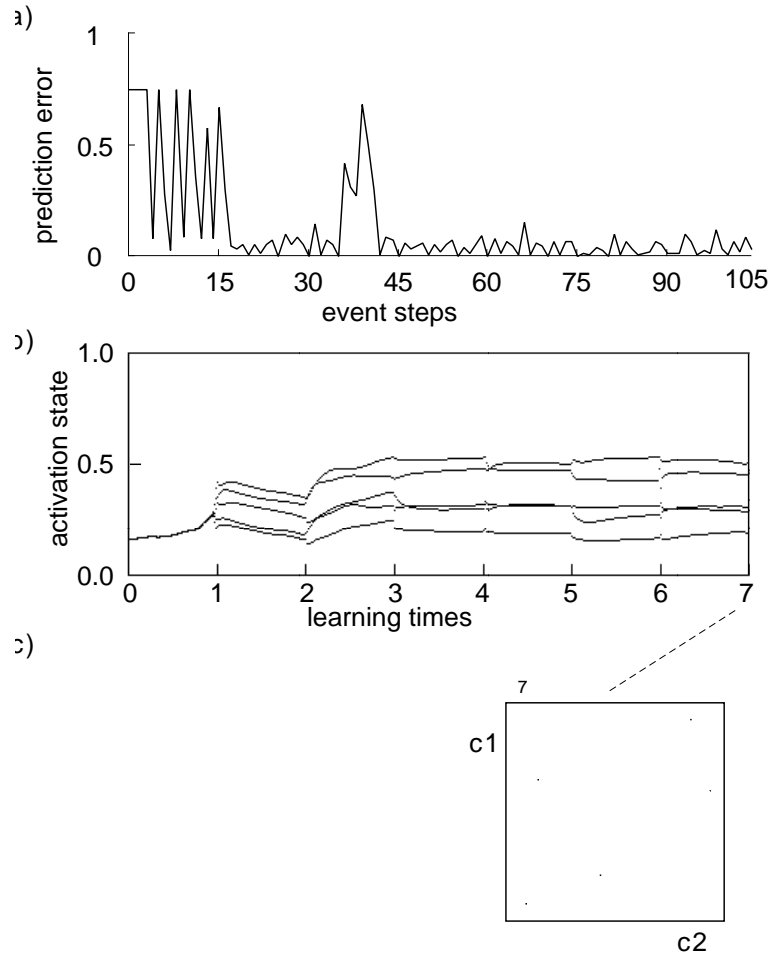 a)
1
0.5
0
prediction error
0 15 30 45 60 75 90 105
event steps
b)
1.0
0.5
0.0
activation state
0 1 2 3 4 5 6 7
learning times
c)
7
c1
c2